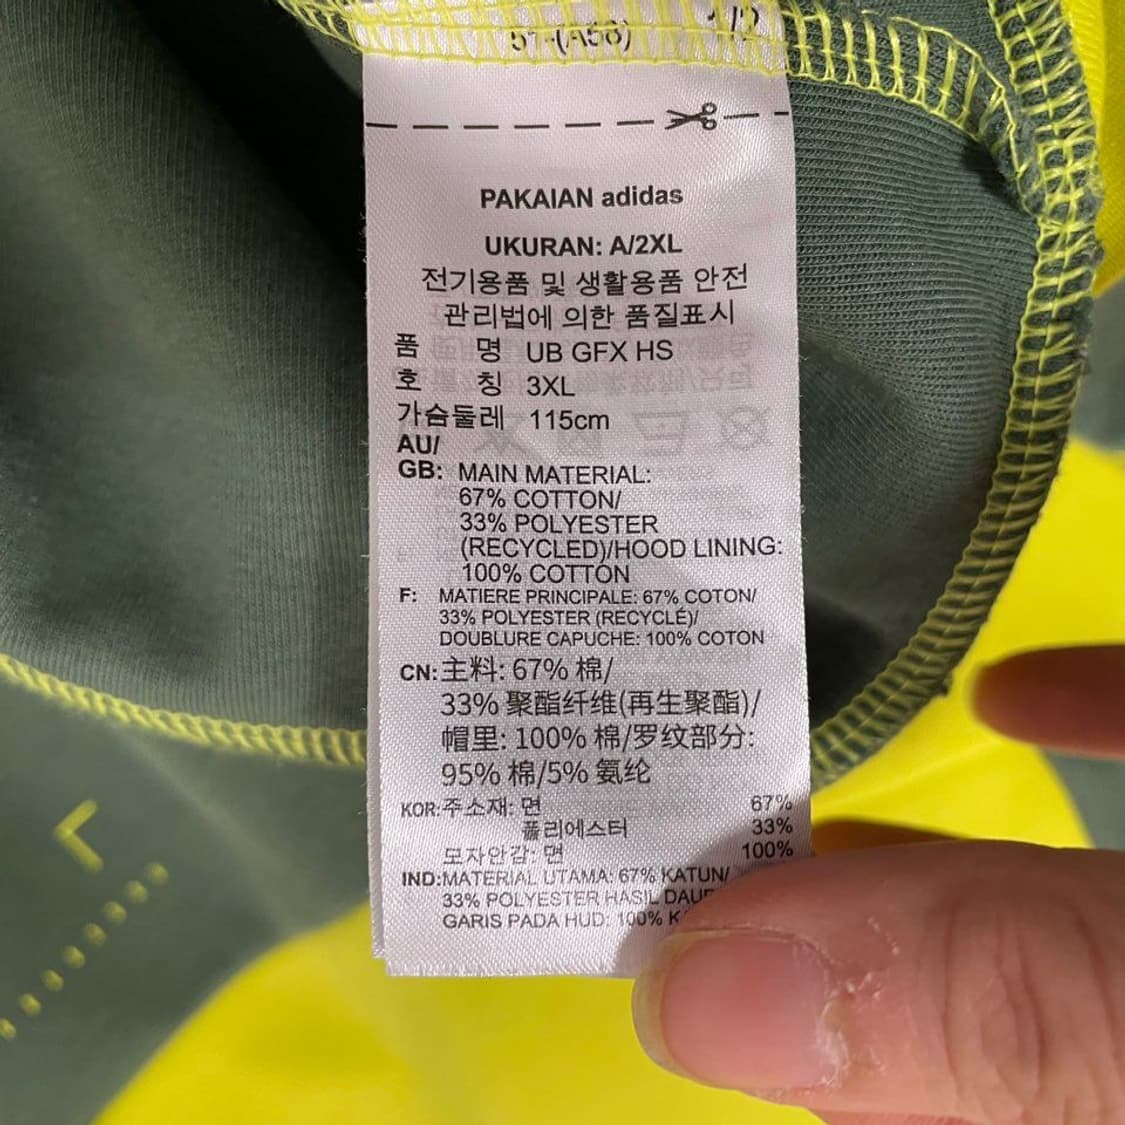 PAKAIAN adidas
UKURAN: A/2XL
전기용품 및 생활용품 안전
관리법에 의한 품질표시
품 명 UB GFX HS
호 칭 3XL
가슴둘레 115cm
AU/
GB: MAIN MATERIAL:
67% COTTON/
33% POLYESTER
(RECYCLED)/HOOD LINING:
100% COTTON
F: MATIERE PRINCIPALE: 67% COTON/
33% POLYESTER (RECYCLÉ)/
DOUBLURE CAPUCHE: 100% COTON
CN: 主料: 67% 棉/
33% 聚酯纤维(再生聚酯)/
帽里: 100% 棉/罗纹部分:
95% 棉/5% 氨纶
KOR: 주소재: 면 67%
폴리에스터 33%
모자안감: 면 100%
IND: MATERIAL UTAMA: 67% KATUN/
33% POLYESTER HASIL
GARIS PADA HUD: 100%